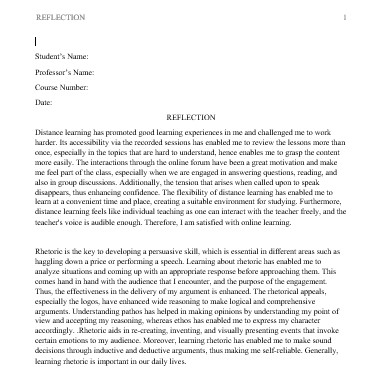 REFLECTION 1
Student's Name:
Professor's Name:
Course Number:
Date:
REFLECTION
Distance learning has promoted good learning experiences in me and challenged me to work
harder. Its accessibility via the recorded sessions has enabled me to review the lessons more than
once, especially in the topics that are hard to understand, hence enables me to grasp the content
more easily. The interactions through the online forum have been a great motivation and make
me feel part of the class, especially when we are engaged in answering questions, reading, and
also in group discussions. Additionally, the tension that arises when called upon to speak
disappears, thus enhancing confidence. The flexibility of distance learning has enabled me to
learn at a convenient time and place, creating a suitable environment for studying. Furthermore,
distance learning feels like individual teaching as one can interact with the teacher freely, and the
teacher's voice is audible enough. Therefore, I am satisfied with online learning.
Rhetoric is the key to developing a persuasive skill, which is essential in different areas such as
haggling down a price or performing a speech. Learning about rhetoric has enabled me to
analyze situations and coming up with an appropriate response before approaching them. This
comes hand in hand with the audience that I encounter, and the purpose of the engagement.
Thus, the effectiveness in the delivery of my argument is enhanced. The rhetorical appeals,
especially the logos, have enhanced wide reasoning to make logical and comprehensive
arguments. Understanding pathos has helped in making opinions by understanding my point of
view and accepting my reasoning, whereas ethos has enabled me to express my character
accordingly. .Rhetoric aids in re-creating, inventing, and visually presenting events that invoke
certain emotions to my audience. Moreover, learning rhetoric has enabled me to make sound
decisions through inductive and deductive arguments, thus making me self-reliable. Generally,
learning rhetoric is important in our daily lives.